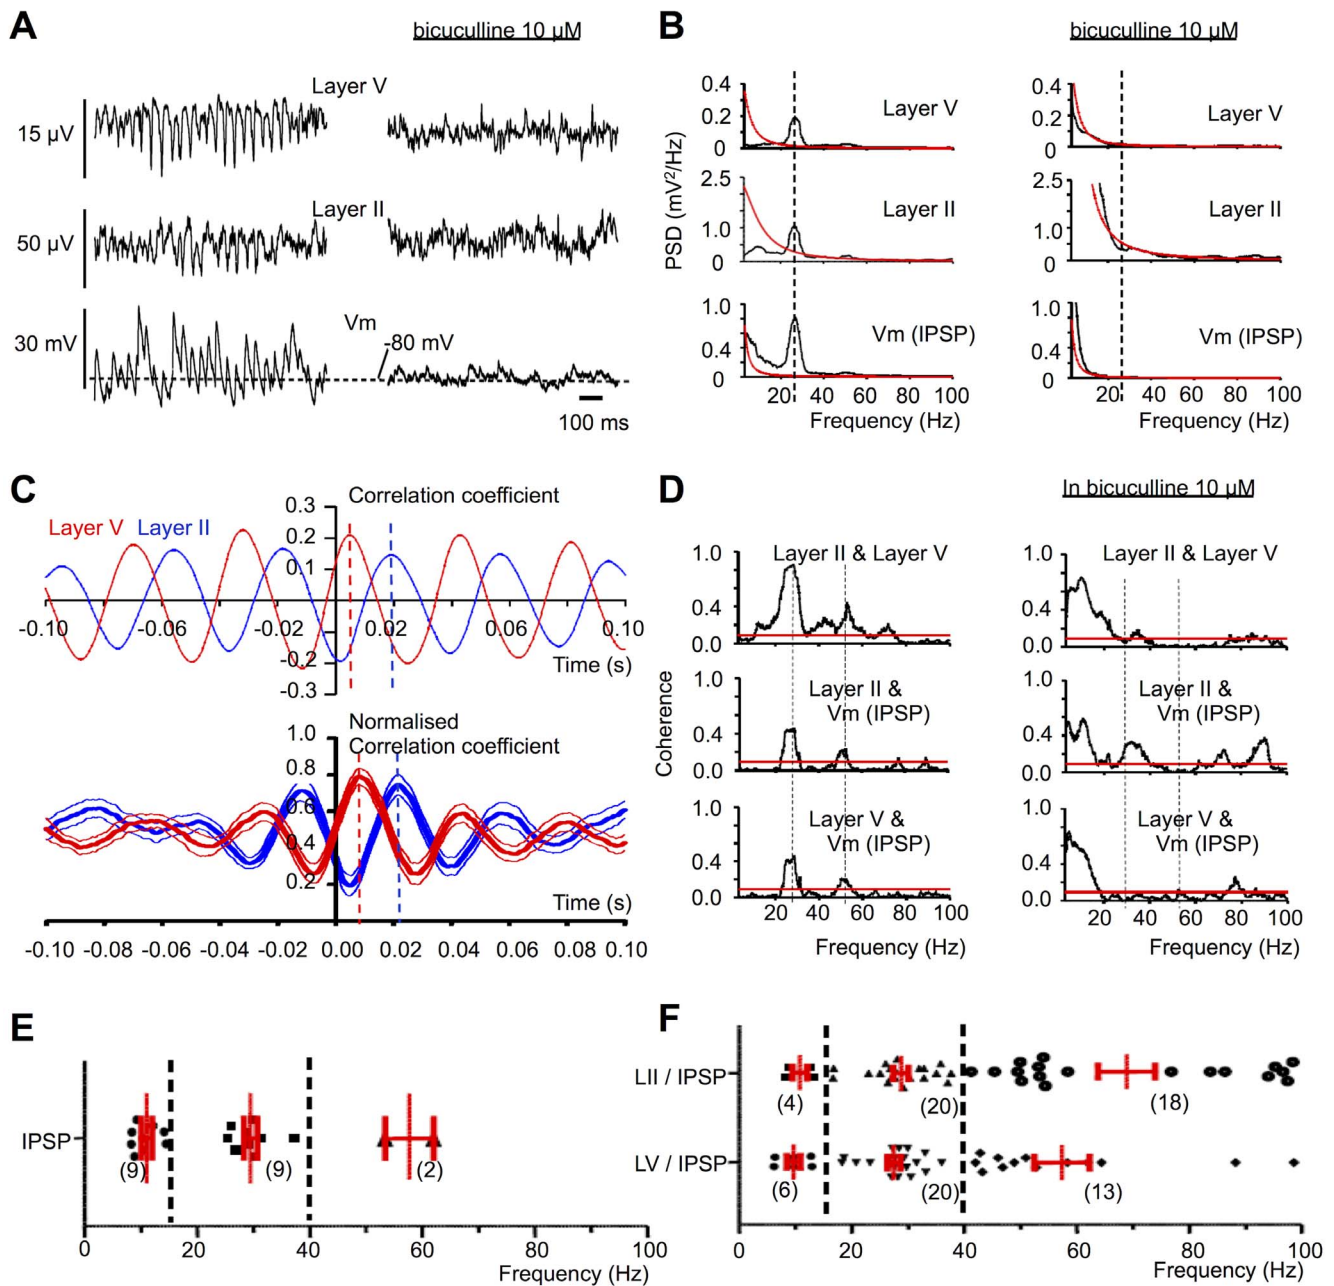 A
bicuculline 10 µM
Layer V
15 µV
Layer II
50 µV
Vm
-80 mV
30 mV
100 ms
B
bicuculline 10 µM
PSD (mV²/Hz)
0.4
0.2
0
Layer V
2.5
1.0
0
Layer II
1.0
0.4
0
Vm (IPSP)
20 40 60 80 100
Frequency (Hz)
0.4
0.2
0
Layer V
2.5
1.0
0
Layer II
1.0
0.4
0
Vm (IPSP)
20 40 60 80 100
Frequency (Hz)
C
Correlation coefficient
Layer V Layer II
0.3
0.2
0.1
-0.10 -0.06 -0.02 0.02 0.06 0.10
Time (s)
-0.1
-0.2
-0.3
Normalised
Correlation coefficient
1.0
0.8
0.6
0.4
0.2
Time (s)
-0.10 -0.08 -0.06 -0.04 -0.02 0.00 0.02 0.04 0.06 0.08 0.10
D
In bicuculline 10 µM
Coherence
1.0
0.4
0.0
Layer II & Layer V
1.0
0.4
0.0
Layer II &
Vm (IPSP)
1.0
0.4
0.0
Layer V &
Vm (IPSP)
20 40 60 80 100
Frequency (Hz)
1.0
0.4
0.0
Layer II & Layer V
20 40 60 80 100
1.0
0.4
0.0
Layer II &
Vm (IPSP)
20 40 60 80 100
1.0
0.4
0.0
Layer V &
Vm (IPSP)
20 40 60 80 100
Frequency (Hz)
E
IPSP
(9) (9) (2)
0 20 40 60 80 100
Frequency (Hz)
F
LII / IPSP
(4) (20) (18)
LV / IPSP
(6) (20) (13)
0 20 40 60 80 100
Frequency (Hz)